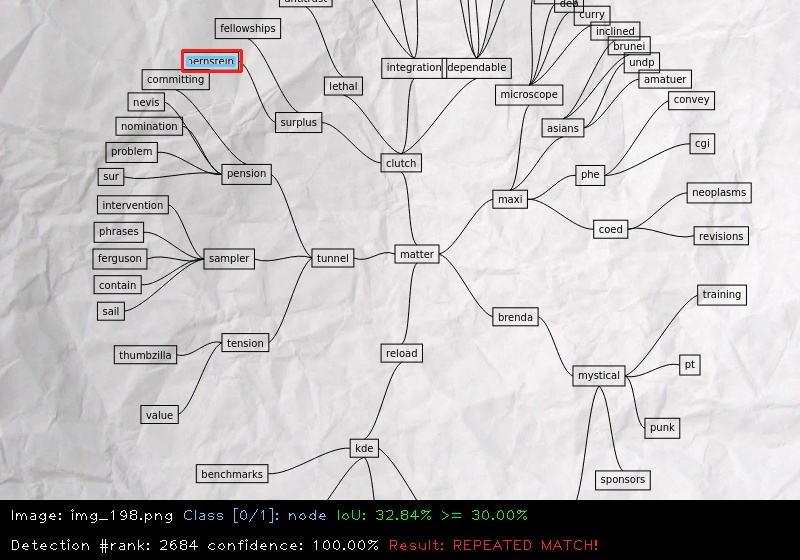 deb
curry
fellowships
inclined
brunei
bernstein
undp
integration
dependable
committing
amatuer
lethal
microscope
nevis
convey
surplus
nomination
asians
cgi
problem
clutch
sur
pension
phe
neoplasms
intervention
maxi
phrases
coed
revisions
matter
ferguson
sampler
tunnel
contain
training
sail
brenda
tension
reload
thumbzilla
pt
mystical
value
punk
kde
benchmarks
sponsors
Image: img_198.png Class [0/1]: node IoU: 32.84% >= 30.00%
Detection #rank: 2684 confidence: 100.00% Result: REPEATED MATCH!